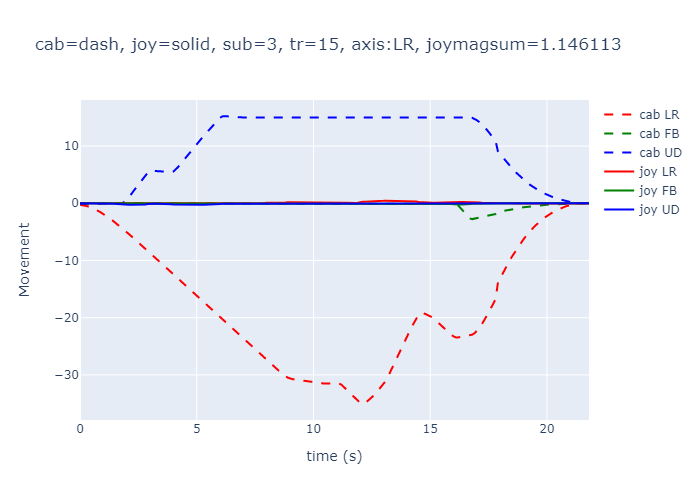 cab=dash, joy=solid, sub=3, tr=15, axis:LR, joymagsum=1.146113
cab LR
cab FB
cab UD
joy LR
joy FB
joy UD
Movement
10
0
−10
−20
−30
0 5 10 15 20
time (s)